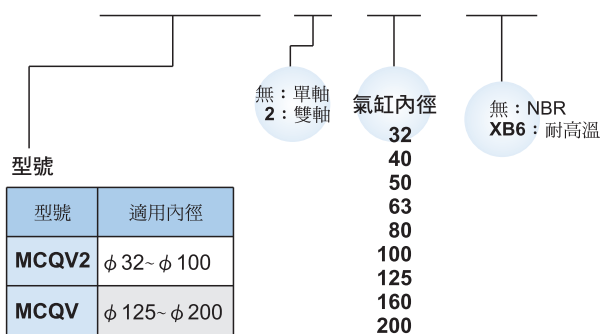 無：單軸
2：雙軸
氣缸內徑
32
40
50
63
80
100
125
160
200
無：NBR
XB6：耐高溫
型號
型號 適用內徑
MCQV2 φ32~φ100
MCQV φ125~φ200